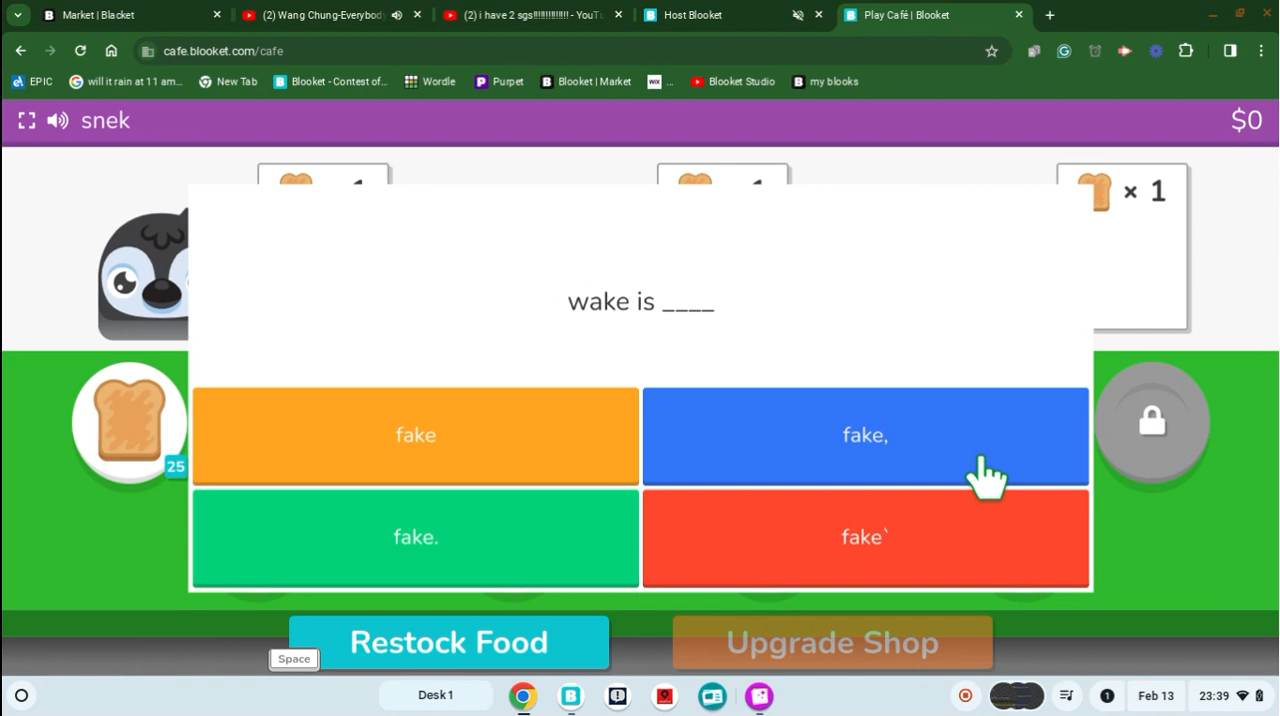 Market | Blacket
(2) Wang Chung-Everybody
(2) i have 2 sgs!!!!!!!!!!!!! - YouTu
Host Blooket
Play Café | Blooket
cafe.blooket.com/cafe
EPIC
will it rain at 11 am...
New Tab
Blooket - Contest of...
Wordle
Purpet
Blooket | Market
WiX ...
Blooket Studio
my blooks
snek
$0
× 1
wake is ____
fake
fake,
fake.
fake`
25
Restock Food
Upgrade Shop
Space
Desk 1
1
Feb 13
23:39